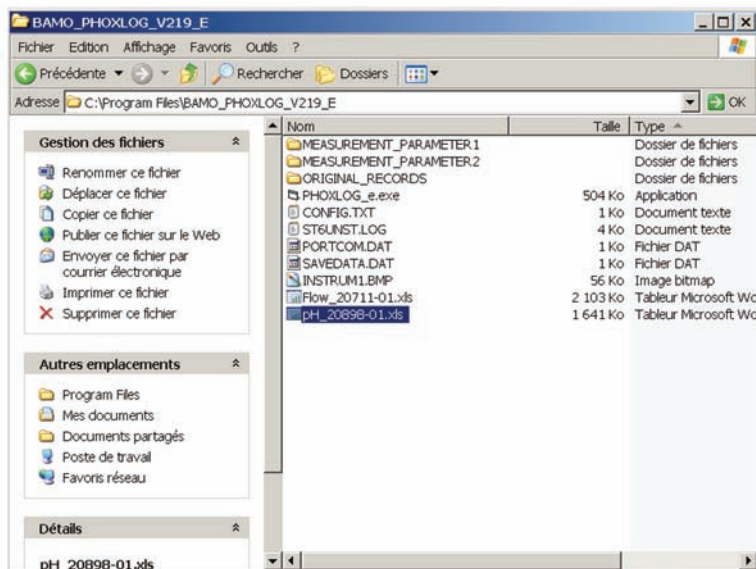 BAMO_PHOXLOG_V219_E
Fichier Edition Affichage Favoris Outils ?
Précédente Rechercher Dossiers
Adresse C:\Program Files\BAMO_PHOXLOG_V219_E OK
Gestion des fichiers
Renommer ce fichier
Déplacer ce fichier
Copier ce fichier
Publier ce fichier sur le Web
Envoyer ce fichier par
courrier électronique
Imprimer ce fichier
Supprimer ce fichier
Autres emplacements
Program Files
Mes documents
Documents partagés
Poste de travail
Favoris réseau
Détails
pH_20898-01.xls
Nom Taille Type
MEASUREMENT_PARAMETER1 Dossier de fichiers
MEASUREMENT_PARAMETER2 Dossier de fichiers
ORIGINAL_RECORDS Dossier de fichiers
PHOXLOG_e.exe 504 Ko Application
CONFIG.TXT 1 Ko Document texte
ST6UNST.LOG 4 Ko Document texte
PORTCOM.DAT 1 Ko Fichier DAT
SAVEDATA.DAT 1 Ko Fichier DAT
INSTRUM1.BMP 56 Ko Image bitmap
Flow_20711-01.xls 2 103 Ko Tableur Microsoft Wo
pH_20898-01.xls 1 641 Ko Tableur Microsoft Wo